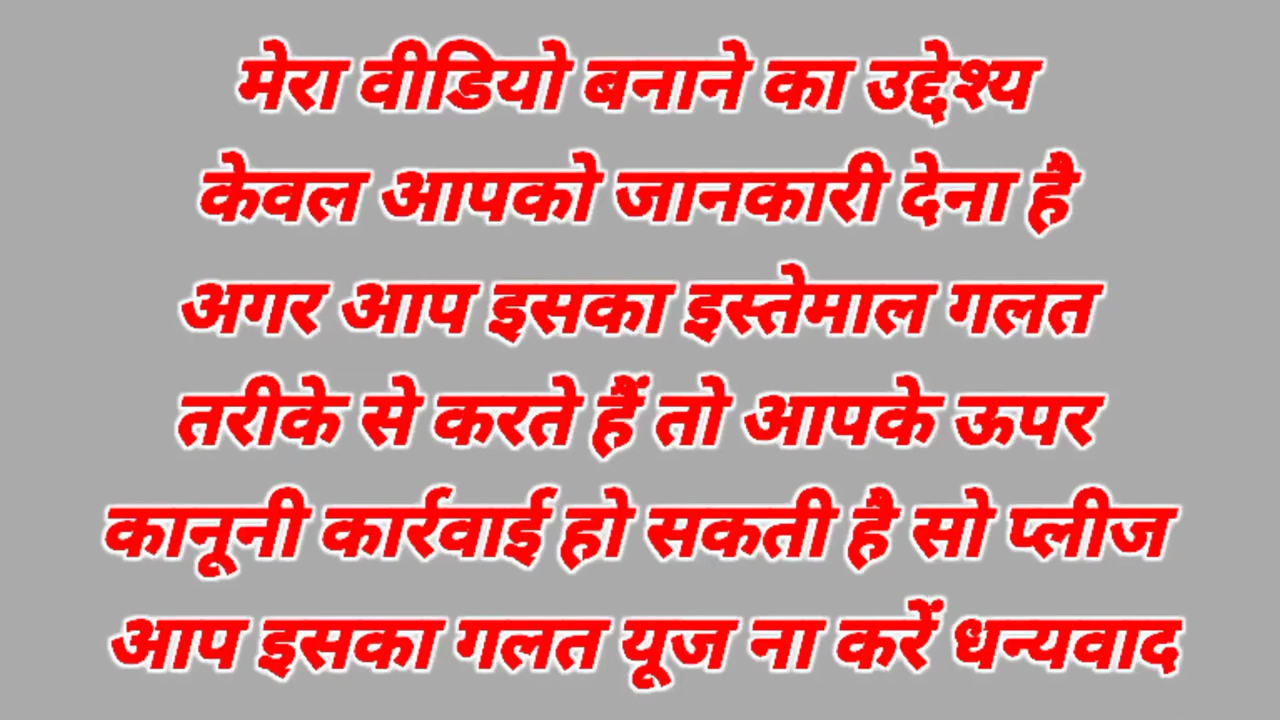 मेरा वीडियो बनाने का उद्देश्य
केवल आपको जानकारी देना है
अगर आप इसका इस्तेमाल गलत
तरीके से करते हैं तो आपके ऊपर
कानूनी कार्रवाई हो सकती है सो प्लीज
आप इसका गलत यूज ना करें धन्यवाद